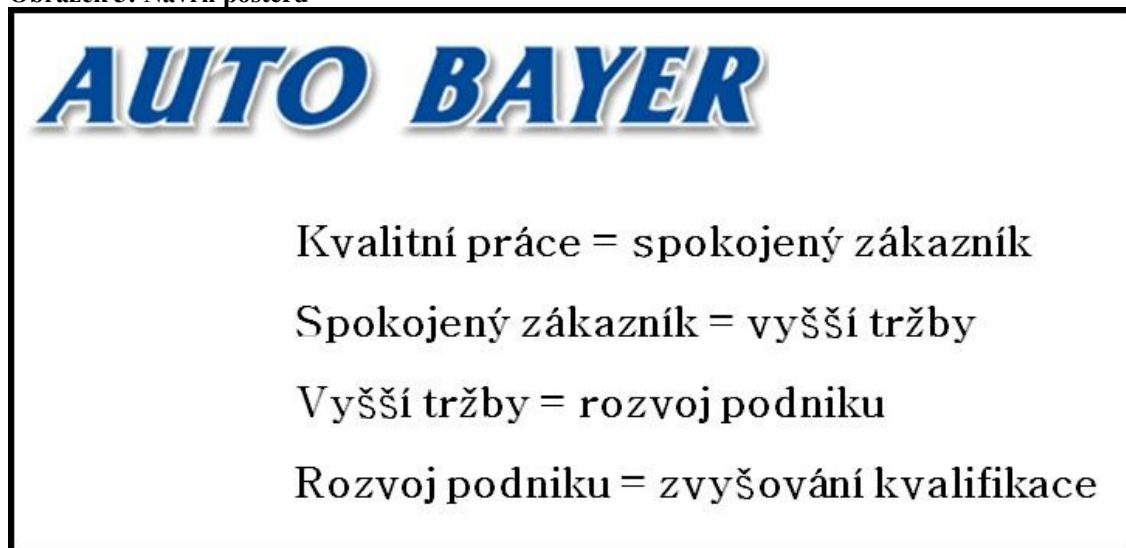 AUTO BAYER
Kvalitní práce = spokojený zákazník
Spokojený zákazník = vyšší tržby
Vyšší tržby = rozvoj podniku
Rozvoj podniku = zvyšování kvalifikace